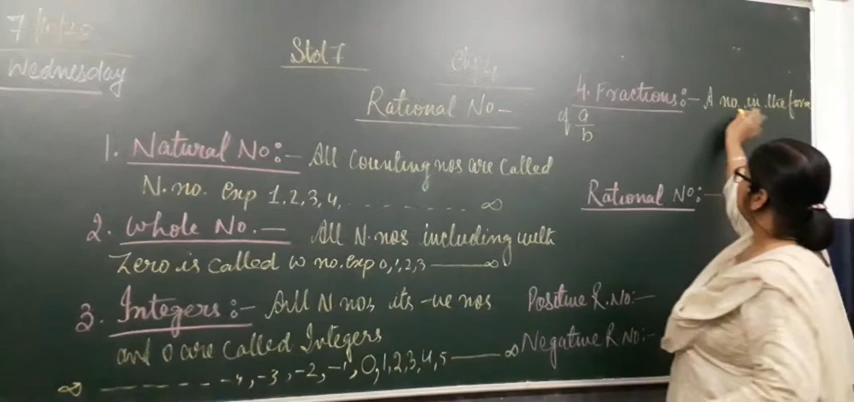 Wednesday
Std 7
Rational No -
1. Natural No:- All Counting nos are called
N.no. Exp 1, 2, 3, 4, - - - - - - - - ∞
2. Whole No. - All N. nos including with
Zero is called W no. exp 0, 1, 2, 3 ——— ∞
3. Integers :- All N nos, its -ve nos
and 0 are called Integers
∞ - - - - - - - -4, -3, -2, -1, 0, 1, 2, 3, 4, 5 ——— ∞
4. Fractions:- A no. in the form
of a/b
Rational No:-
Positive R. No:-
Negative R No:-